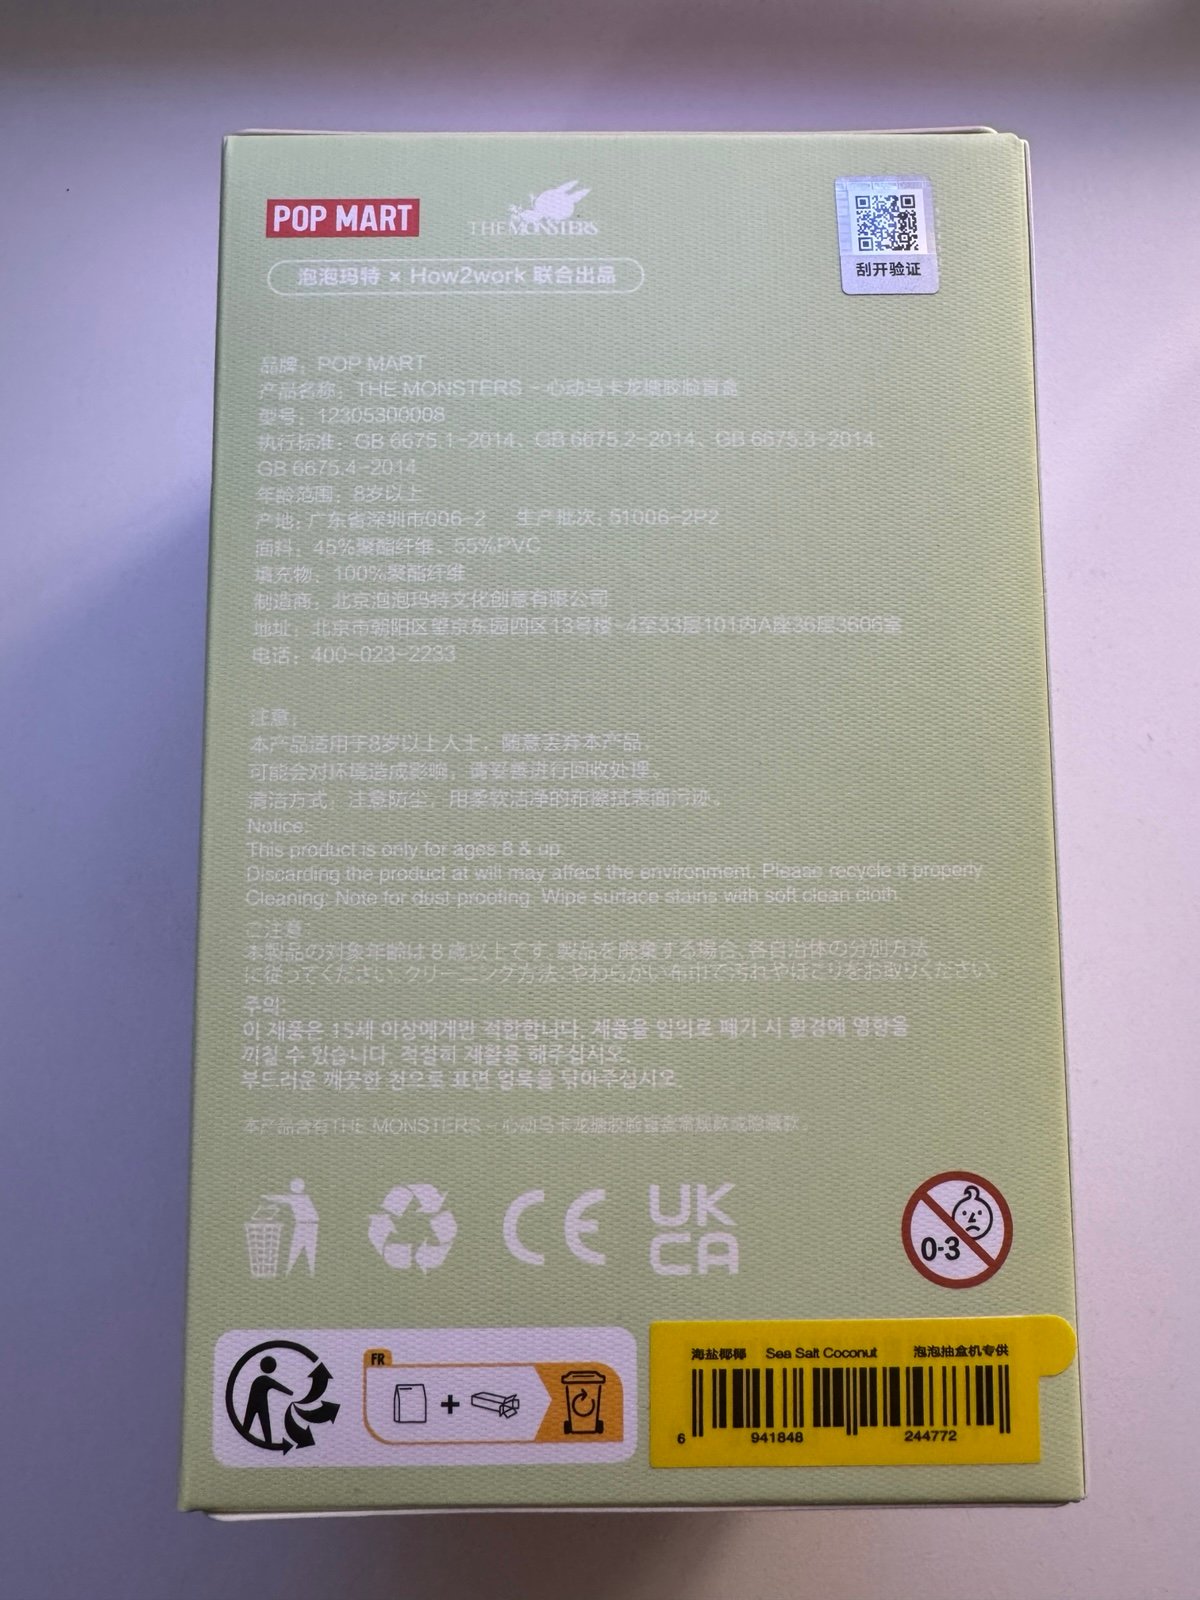 POP MART
THE MONSTERS
刮开验证
泡泡玛特 × How2work 联合出品
品牌：POP MART
产品名称：THE MONSTERS - 心动马卡龙搪胶脸盲盒
型号：12305300008
执行标准：GB 6675.1-2014、GB 6675.2-2014、GB 6675.3-2014、
GB 6675.4-2014
年龄范围：8岁以上
产地：广东省深圳市006-2 生产批次：51006-2P2
面料：45%聚酯纤维、55%PVC
填充物：100%聚酯纤维
制造商：北京泡泡玛特文化创意有限公司
地址：北京市朝阳区望京东园四区13号楼-4至33层101内A座36层3606室
电话：400-023-2233
注意：
本产品适用于8岁以上人士，随意丢弃本产品，
可能会对环境造成影响，请妥善进行回收处理。
清洁方式：注意防尘，用柔软洁净的布擦拭表面污迹。
Notice:
This product is only for ages 8 & up.
Discarding the product at will may affect the environment. Please recycle it properly
Cleaning: Note for dust-proofing. Wipe surface stains with soft clean cloth.
ご注意:
本製品の対象年齢は8歳以上です. 製品を廃棄する場合, 各自治体の分別方法
に従ってください. クリーニング方法: やわらかい布巾で汚れやほこりをお取りください.
주의:
이 제품은 15세 이상에게만 적합합니다. 제품을 임의로 폐기 시 환경에 영향을
끼칠 수 있습니다. 적절히 재활용 해주십시오.
부드러운 깨끗한 천으로 표면 얼룩을 닦아주십시오
本产品含有THE MONSTERS - 心动马卡龙搪胶脸盲盒常规款或隐藏款。
CE
UK
CA
0-3
FR
海盐椰椰 Sea Salt Coconut 泡泡抽盒机专供
6 941848 244772